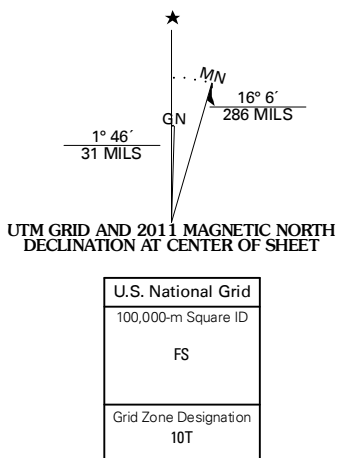 ★
MN
GN
16° 6´
286 MILS
1° 46´
31 MILS
UTM GRID AND 2011 MAGNETIC NORTH
DECLINATION AT CENTER OF SHEET
U.S. National Grid
100,000-m Square ID
FS
Grid Zone Designation
10T